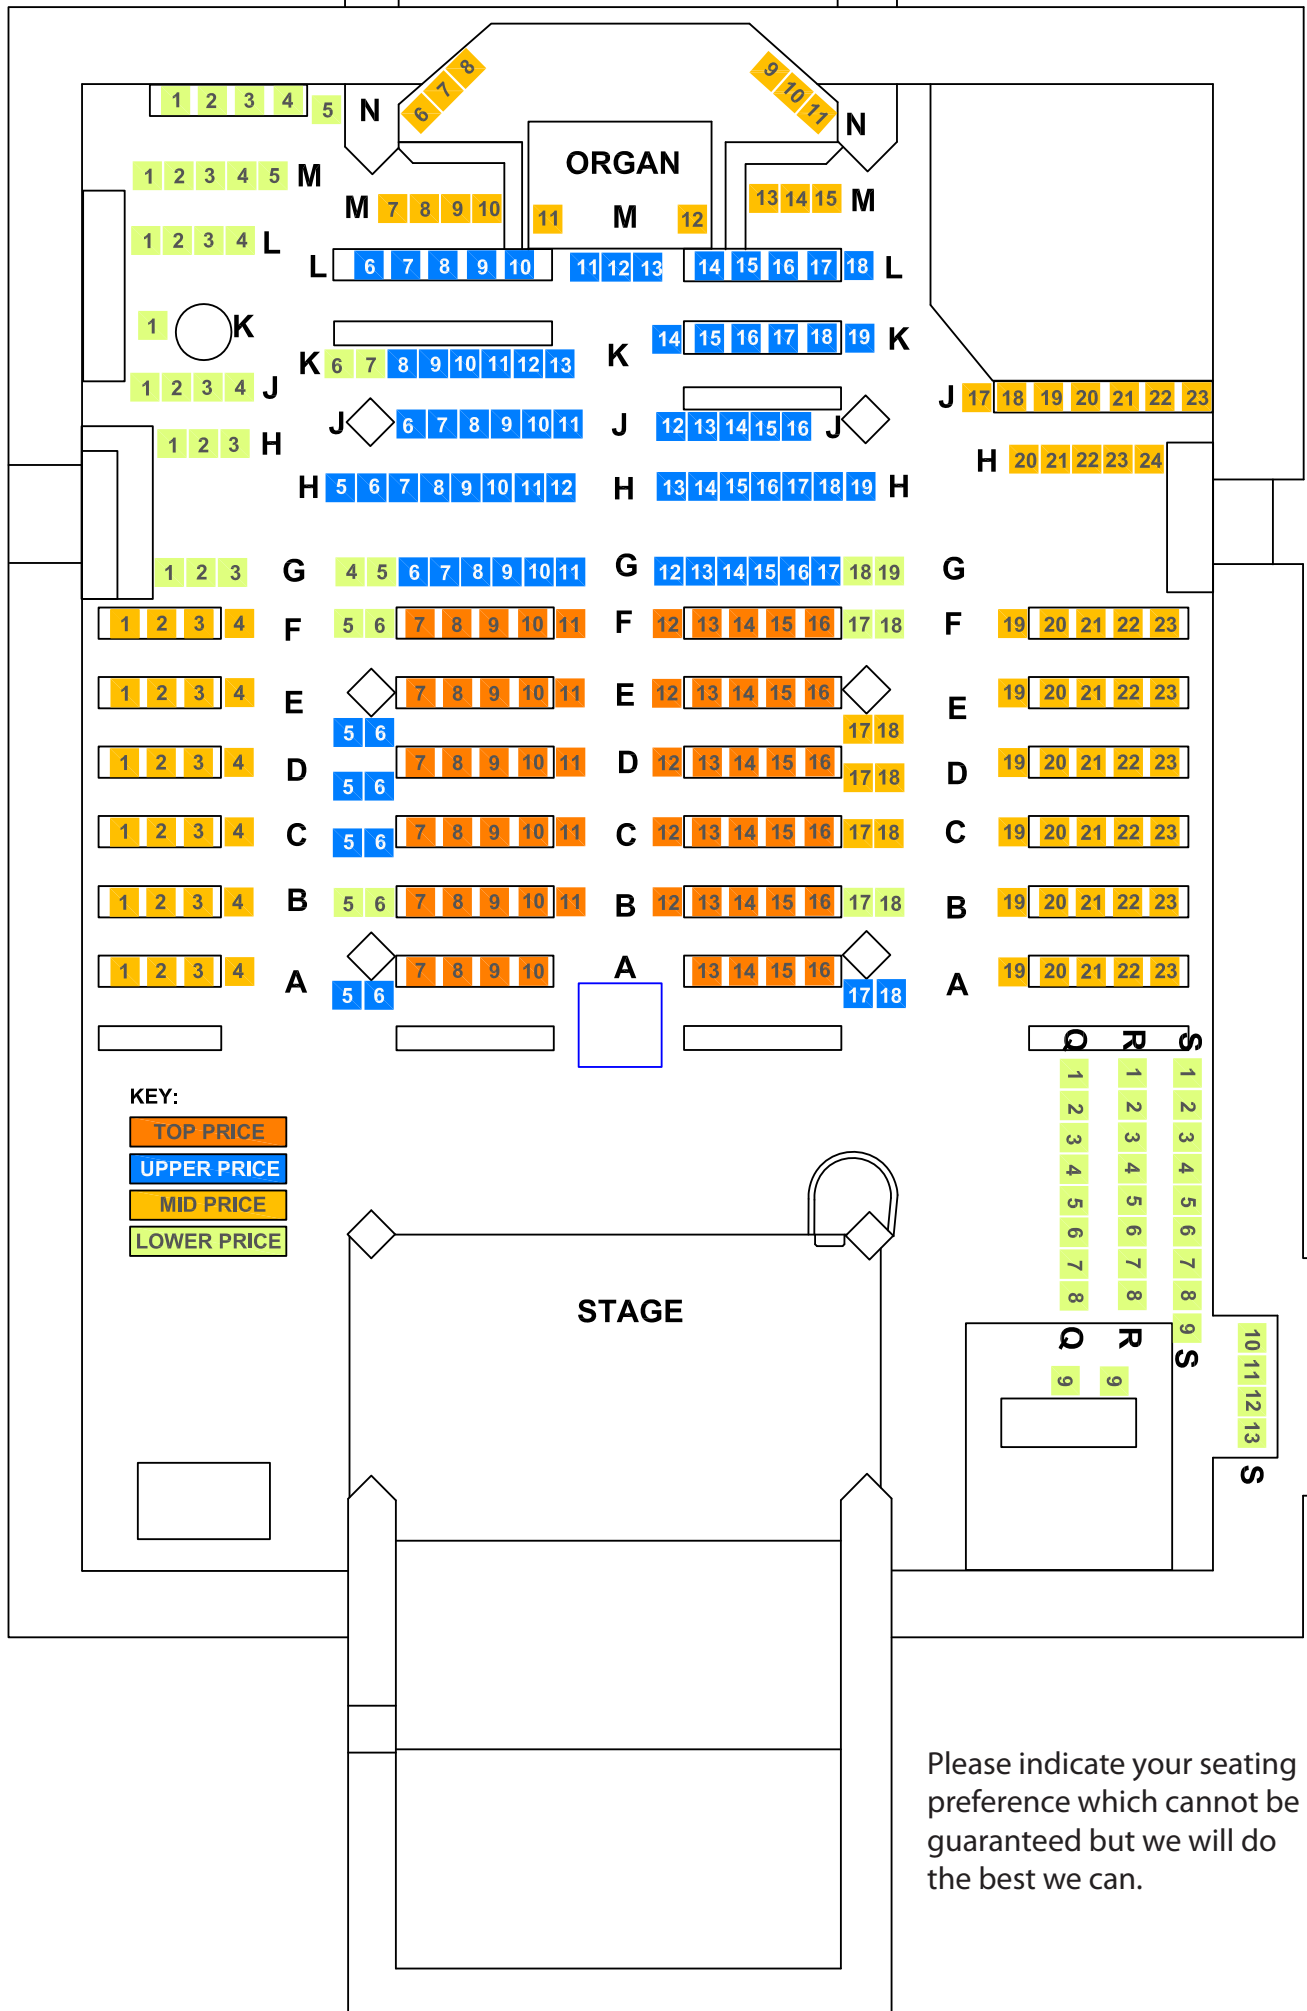 6 7 8 9 10 11
1 2 3 4 5 N N
ORGAN
1 2 3 4 5 M
M 7 8 9 10 11 M 12 13 14 15 M
1 2 3 4 L
L 6 7 8 9 10 11 12 13 14 15 16 17 18 L
1 K
K 6 7 8 9 10 11 12 13 K 14 15 16 17 18 19 K
1 2 3 4 J
J 17 18 19 20 21 22 23
J 6 7 8 9 10 11 J 12 13 14 15 16 J
1 2 3 H
H 20 21 22 23 24
H 5 6 7 8 9 10 11 12 H 13 14 15 16 17 18 19 H
1 2 3 G 4 5 6 7 8 9 10 11 G 12 13 14 15 16 17 18 19 G
1 2 3 4 F 5 6 7 8 9 10 11 F 12 13 14 15 16 17 18 F 19 20 21 22 23
1 2 3 4 E 7 8 9 10 11 E 12 13 14 15 16 E 19 20 21 22 23
5 6 17 18
1 2 3 4 D 7 8 9 10 11 D 12 13 14 15 16 D 19 20 21 22 23
5 6 17 18
1 2 3 4 C 5 6 7 8 9 10 11 C 12 13 14 15 16 17 18 C 19 20 21 22 23
1 2 3 4 B 5 6 7 8 9 10 11 B 12 13 14 15 16 17 18 B 19 20 21 22 23
1 2 3 4 A 7 8 9 10 A 13 14 15 16 A 19 20 21 22 23
5 6 17 18
Q R S
1 1 1
2 2 2
3 3 3
4 4 4
5 5 5
6 6 6
7 7 7
8 8 8
9
Q R S
9 9
10
11
12
13
S
KEY:
TOP PRICE
UPPER PRICE
MID PRICE
LOWER PRICE
STAGE
Please indicate your seating
preference which cannot be
guaranteed but we will do
the best we can.